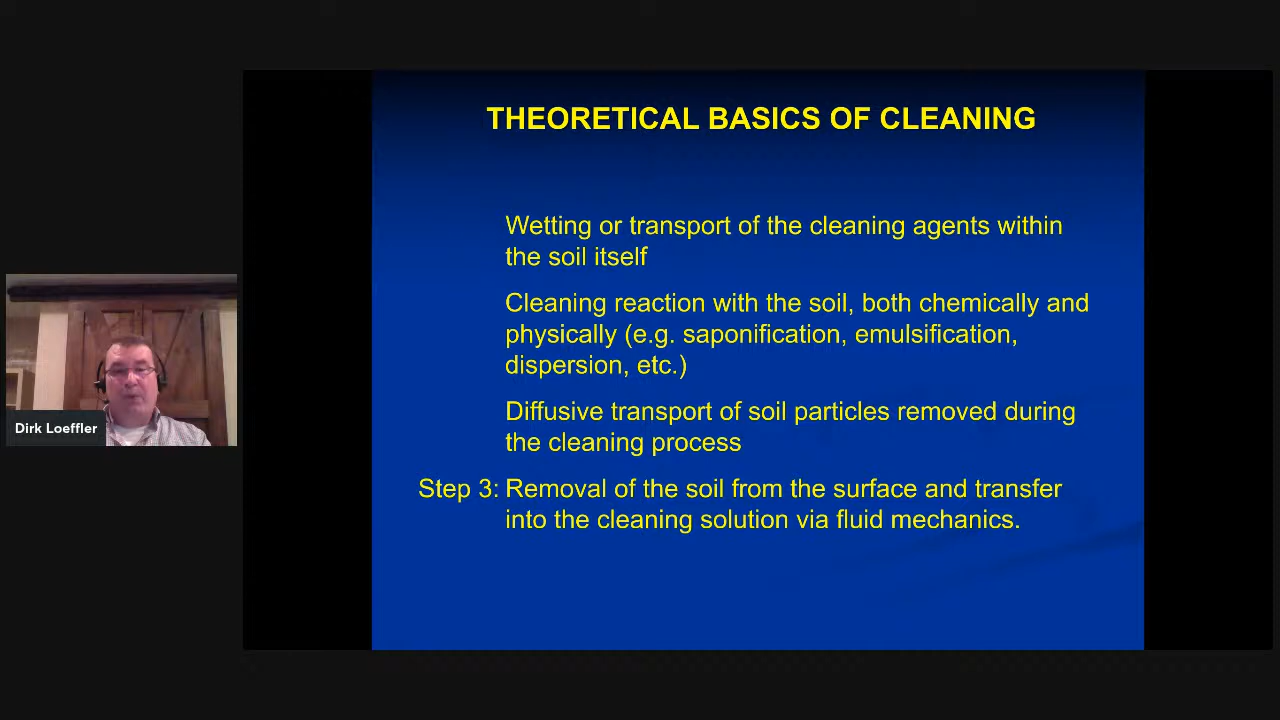 THEORETICAL BASICS OF CLEANING
Wetting or transport of the cleaning agents within
the soil itself
Cleaning reaction with the soil, both chemically and
physically (e.g. saponification, emulsification,
dispersion, etc.)
Diffusive transport of soil particles removed during
the cleaning process
Step 3: Removal of the soil from the surface and transfer
into the cleaning solution via fluid mechanics.
Dirk Loeffler